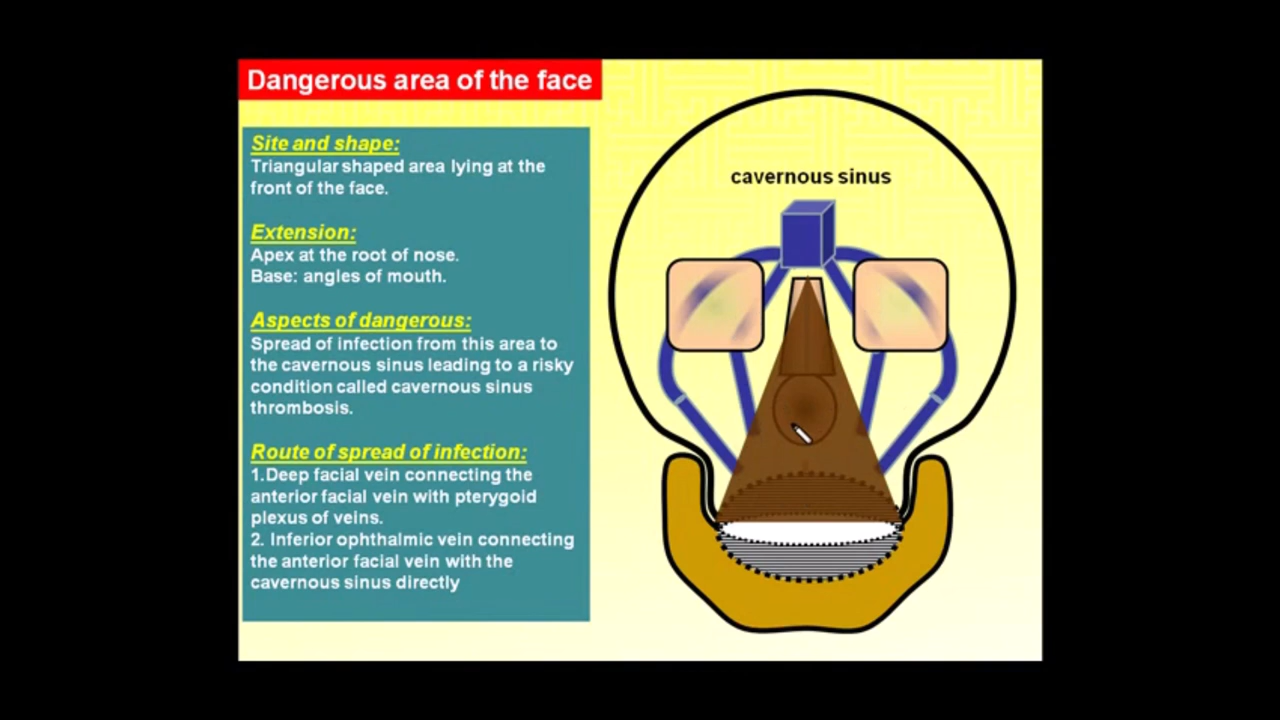 Dangerous area of the face
Site and shape:
Triangular shaped area lying at the
front of the face.
Extension:
Apex at the root of nose.
Base: angles of mouth.
Aspects of dangerous:
Spread of infection from this area to
the cavernous sinus leading to a risky
condition called cavernous sinus
thrombosis.
Route of spread of infection:
1.Deep facial vein connecting the
anterior facial vein with pterygoid
plexus of veins.
2. Inferior ophthalmic vein connecting
the anterior facial vein with the
cavernous sinus directly
cavernous sinus